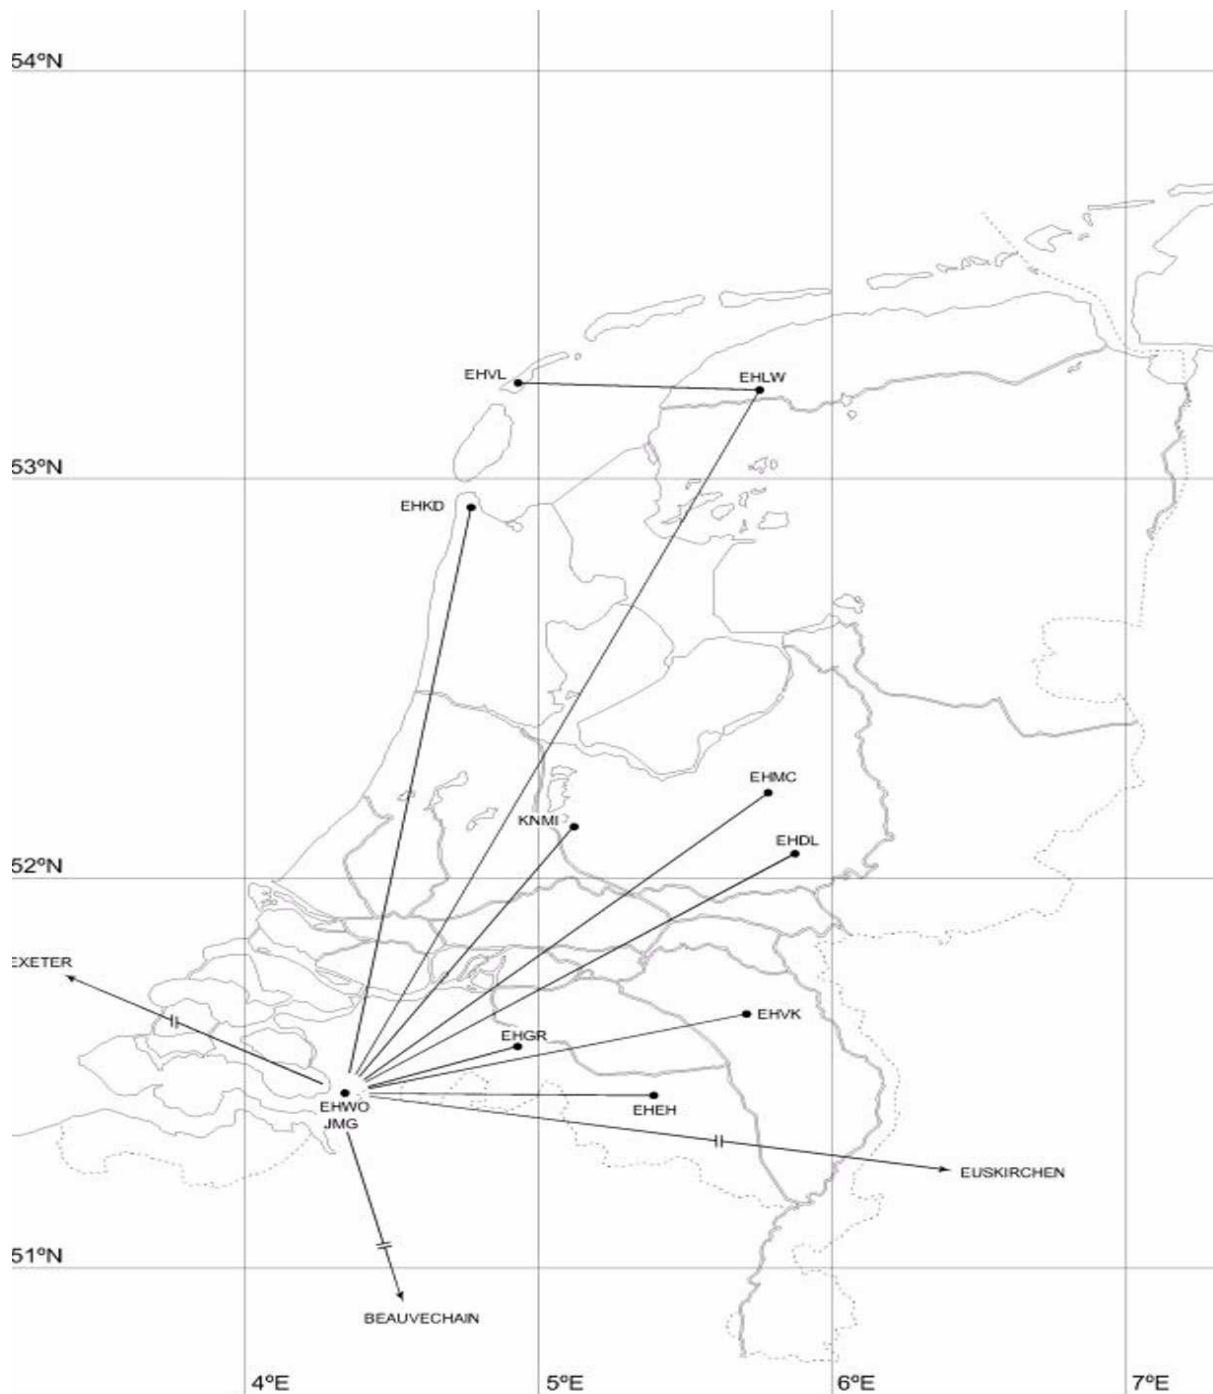 54ºN
EHVL
EHLW
53ºN
EHKD
EHMC
KNMI
EHDL
52ºN
EXETER
EHVK
EHGR
EHWO
JMG
EHEH
EUSKIRCHEN
51ºN
BEAUVECHAIN
4ºE
5ºE
6ºE
7ºE